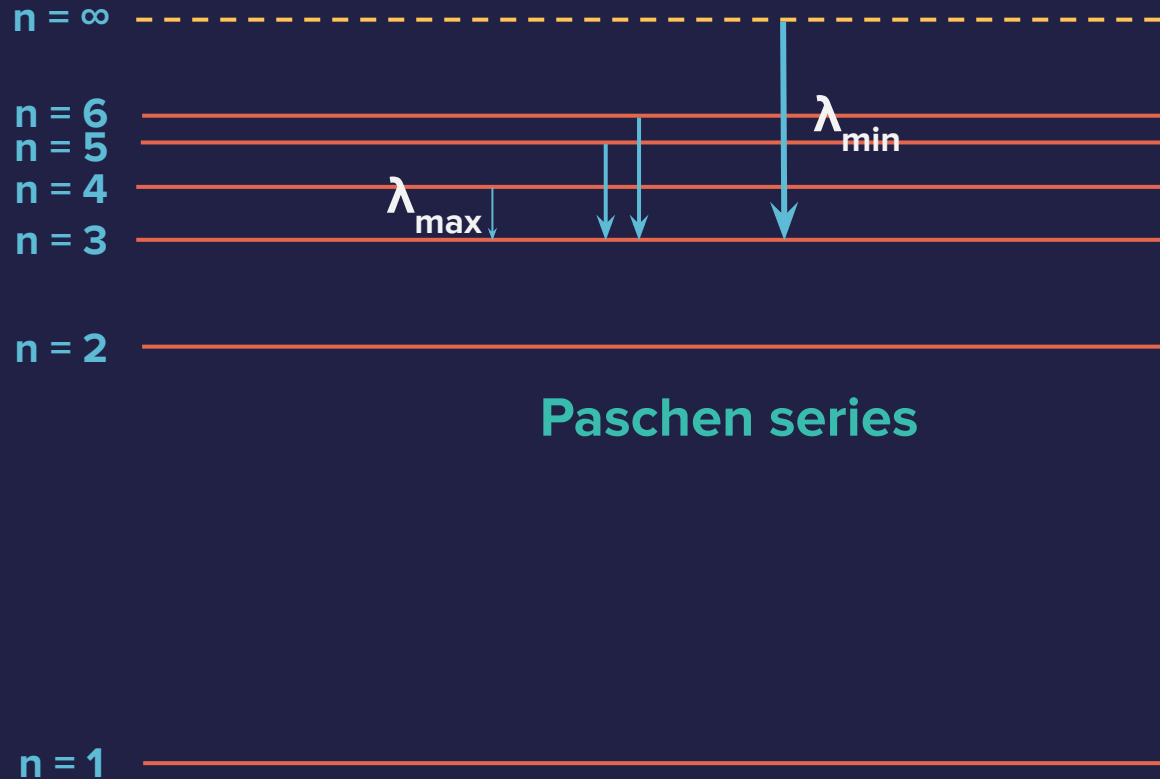 n = ∞
n = 6
λmin
n = 5
n = 4
λmax
n = 3
n = 2
Paschen series
n = 1